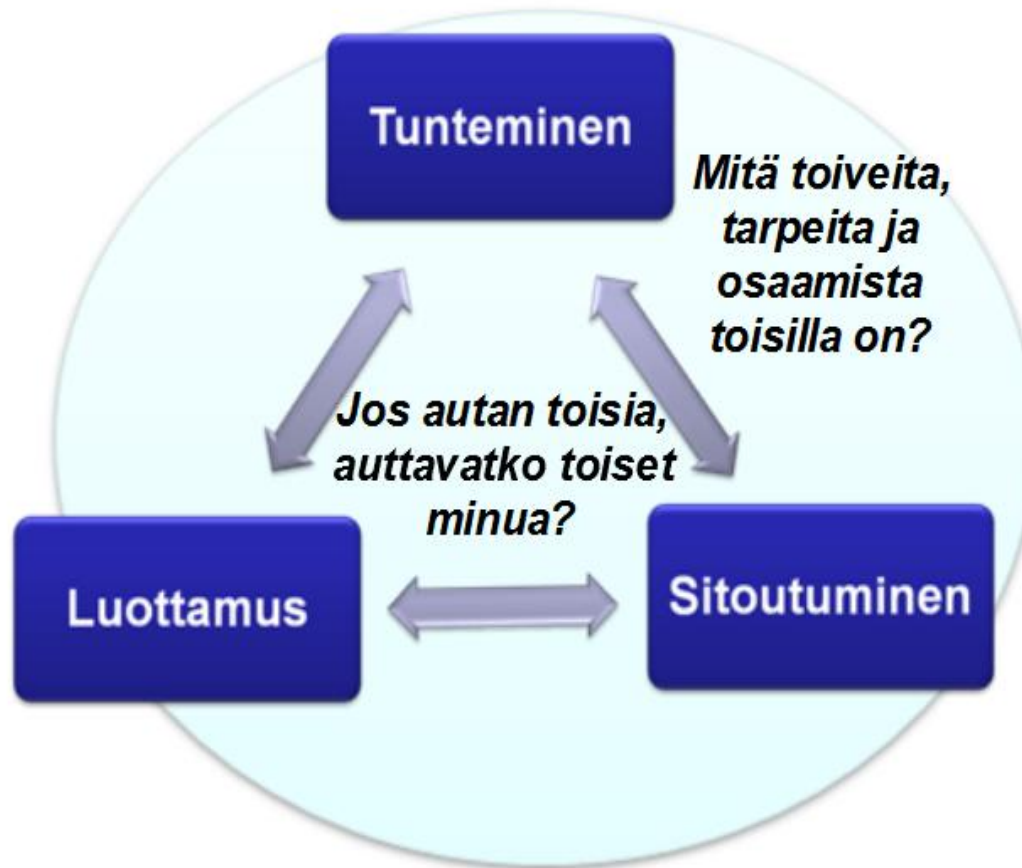 Tunteminen
Mitä toiveita,
tarpeita ja
osaamista
toisilla on?
Jos autan toisia,
auttavatko toiset
minua?
Luottamus
Sitoutuminen